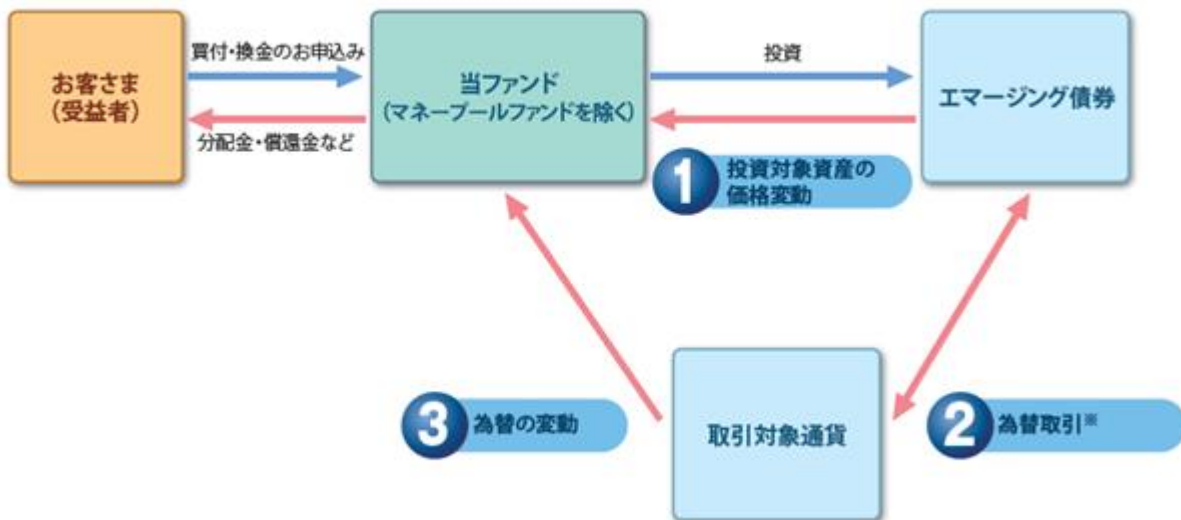 お客さま
(受益者)
買付・換金のお申込み
分配金・償還金など
当ファンド
(マネープールファンドを除く)
投資
エマージング債券
1
投資対象資産の
価格変動
3
為替の変動
取引対象通貨
2
為替取引※